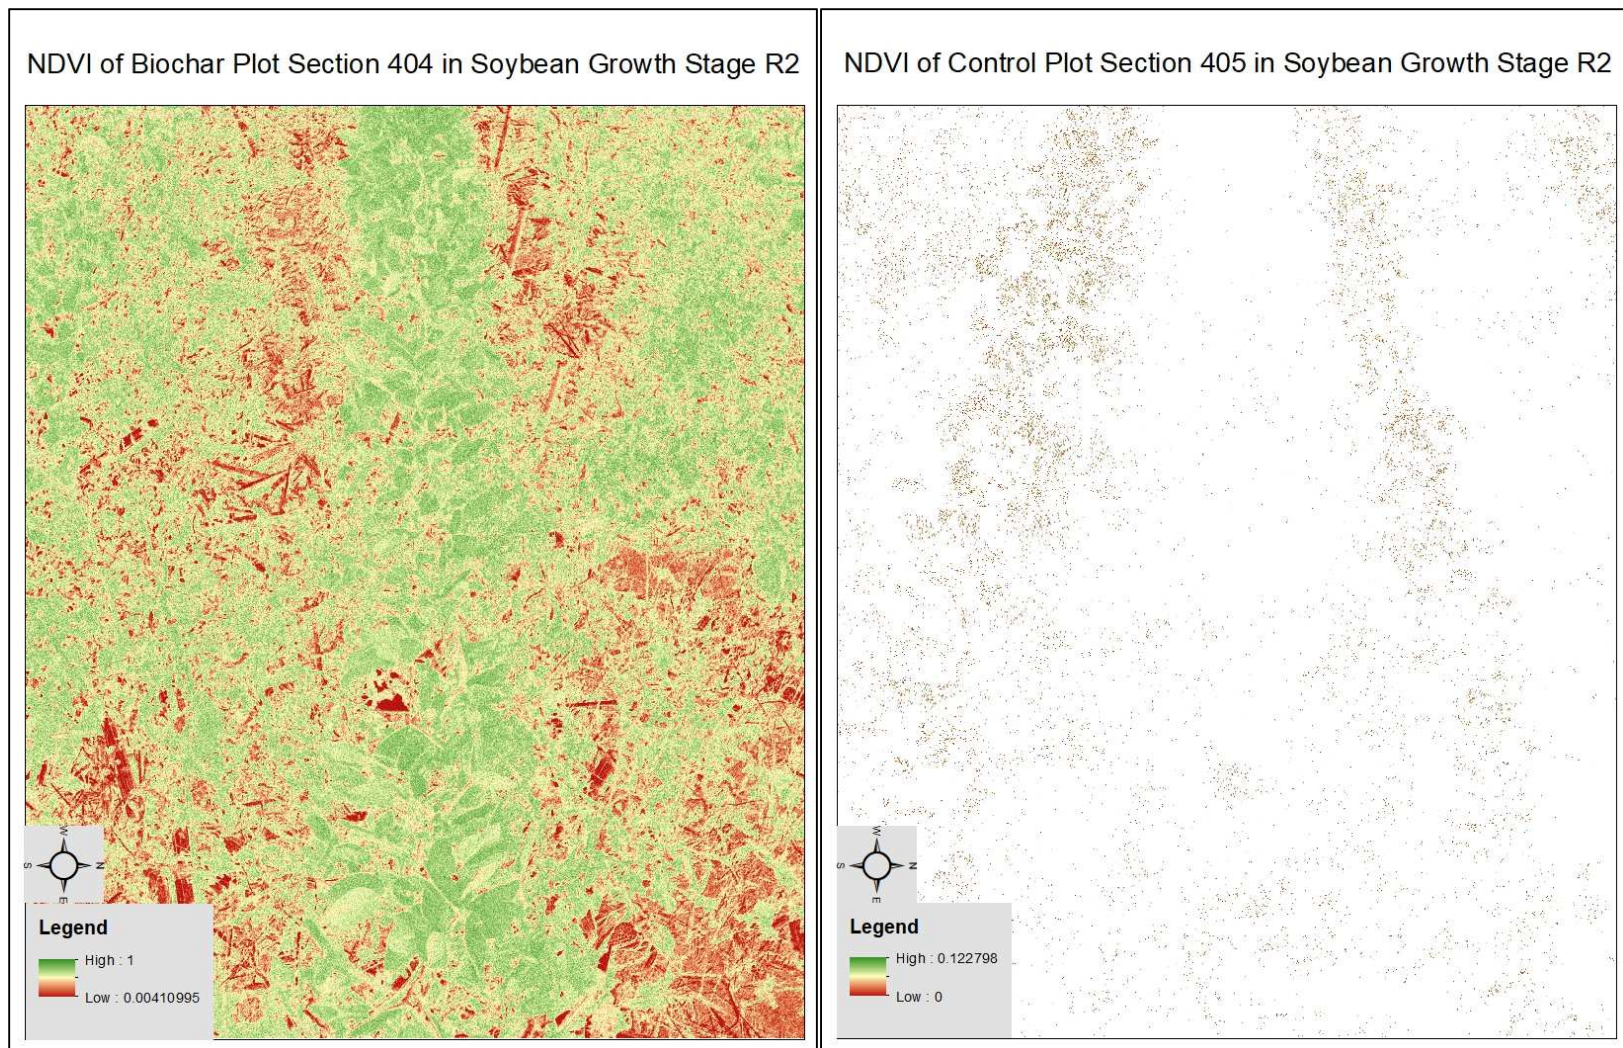 NDVI of Biochar Plot Section 404 in Soybean Growth Stage R2
W
S N
E
Legend
High : 1
Low : 0.00410995
NDVI of Control Plot Section 405 in Soybean Growth Stage R2
W
S N
E
Legend
High : 0.122798
Low : 0